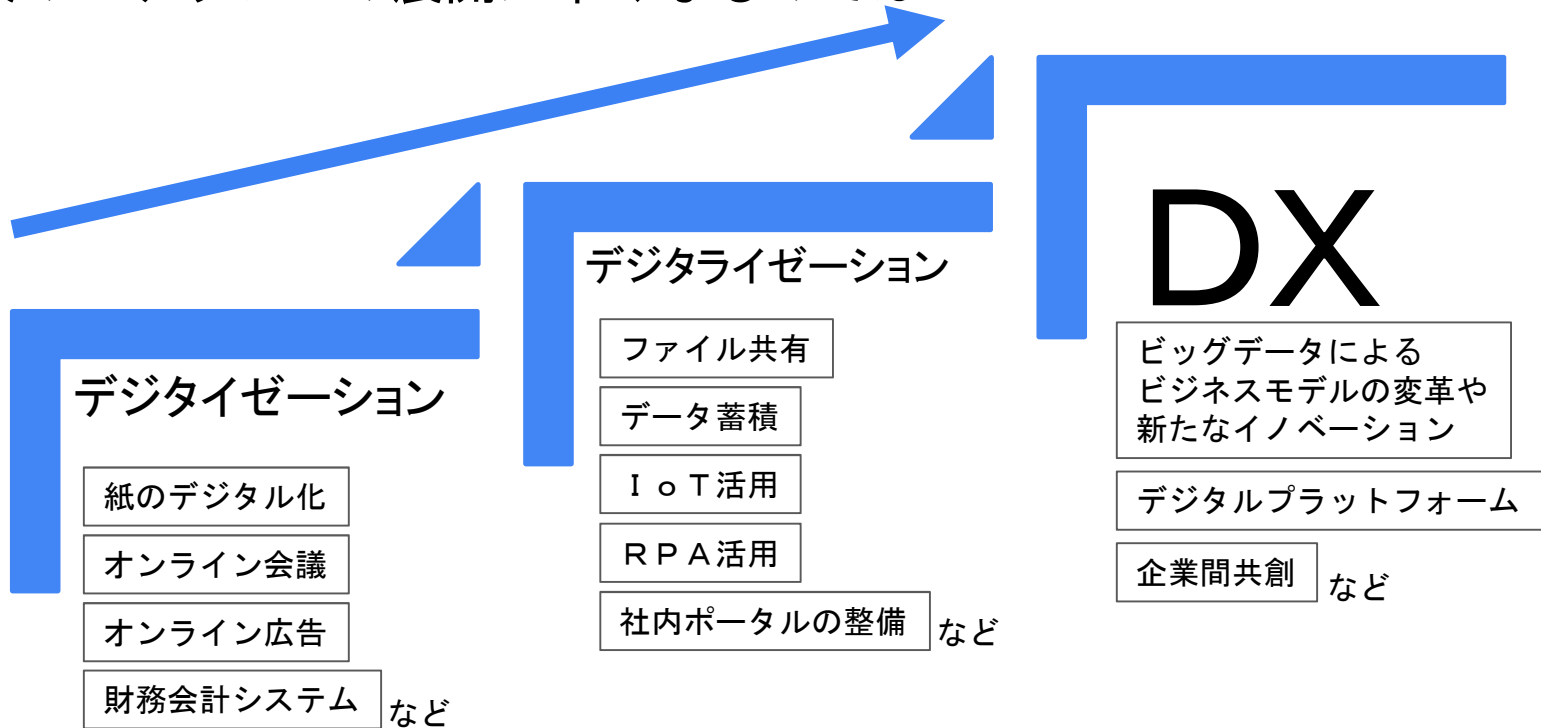 デジタイゼーション
紙のデジタル化
オンライン会議
オンライン広告
財務会計システム
など
デジタライゼーション
ファイル共有
データ蓄積
ＩｏＴ活用
ＲＰＡ活用
社内ポータルの整備
など
DX
ビッグデータによる
ビジネスモデルの変革や
新たなイノベーション
デジタルプラットフォーム
企業間共創
など